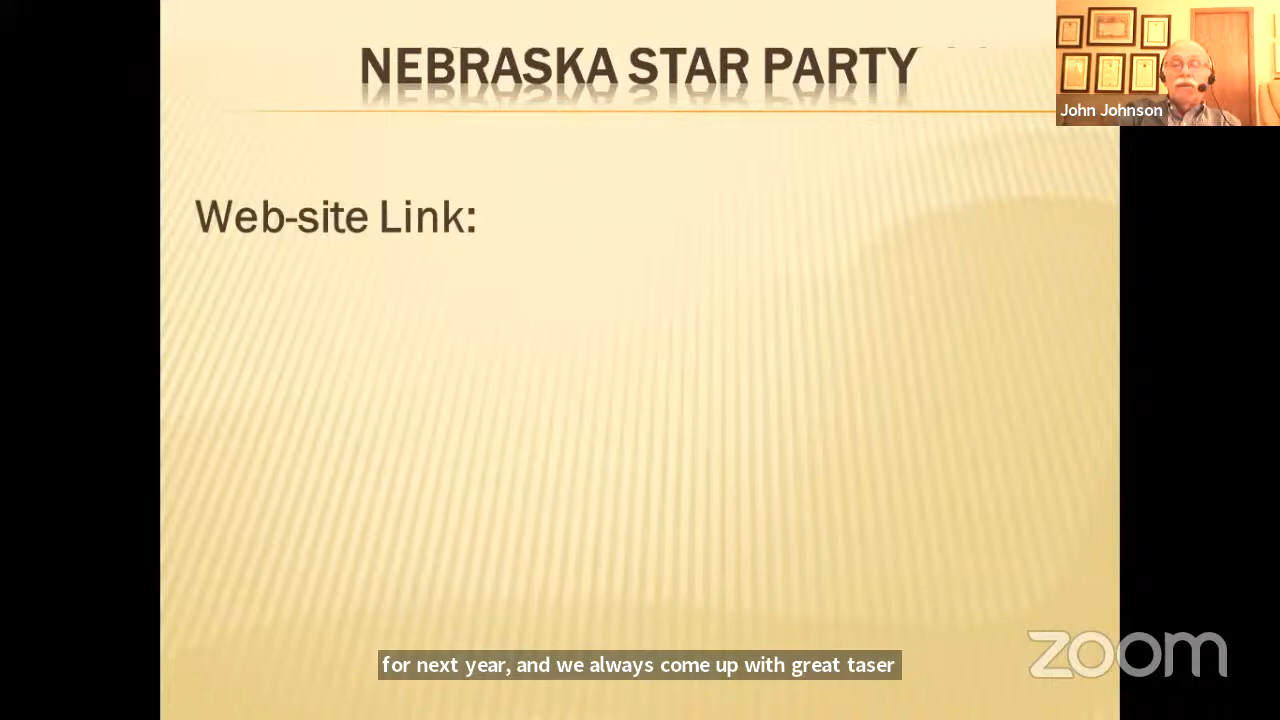 NEBRASKA STAR PARTY
John Johnson
Web-site Link:
for next year, and we always come up with great taser
zoom